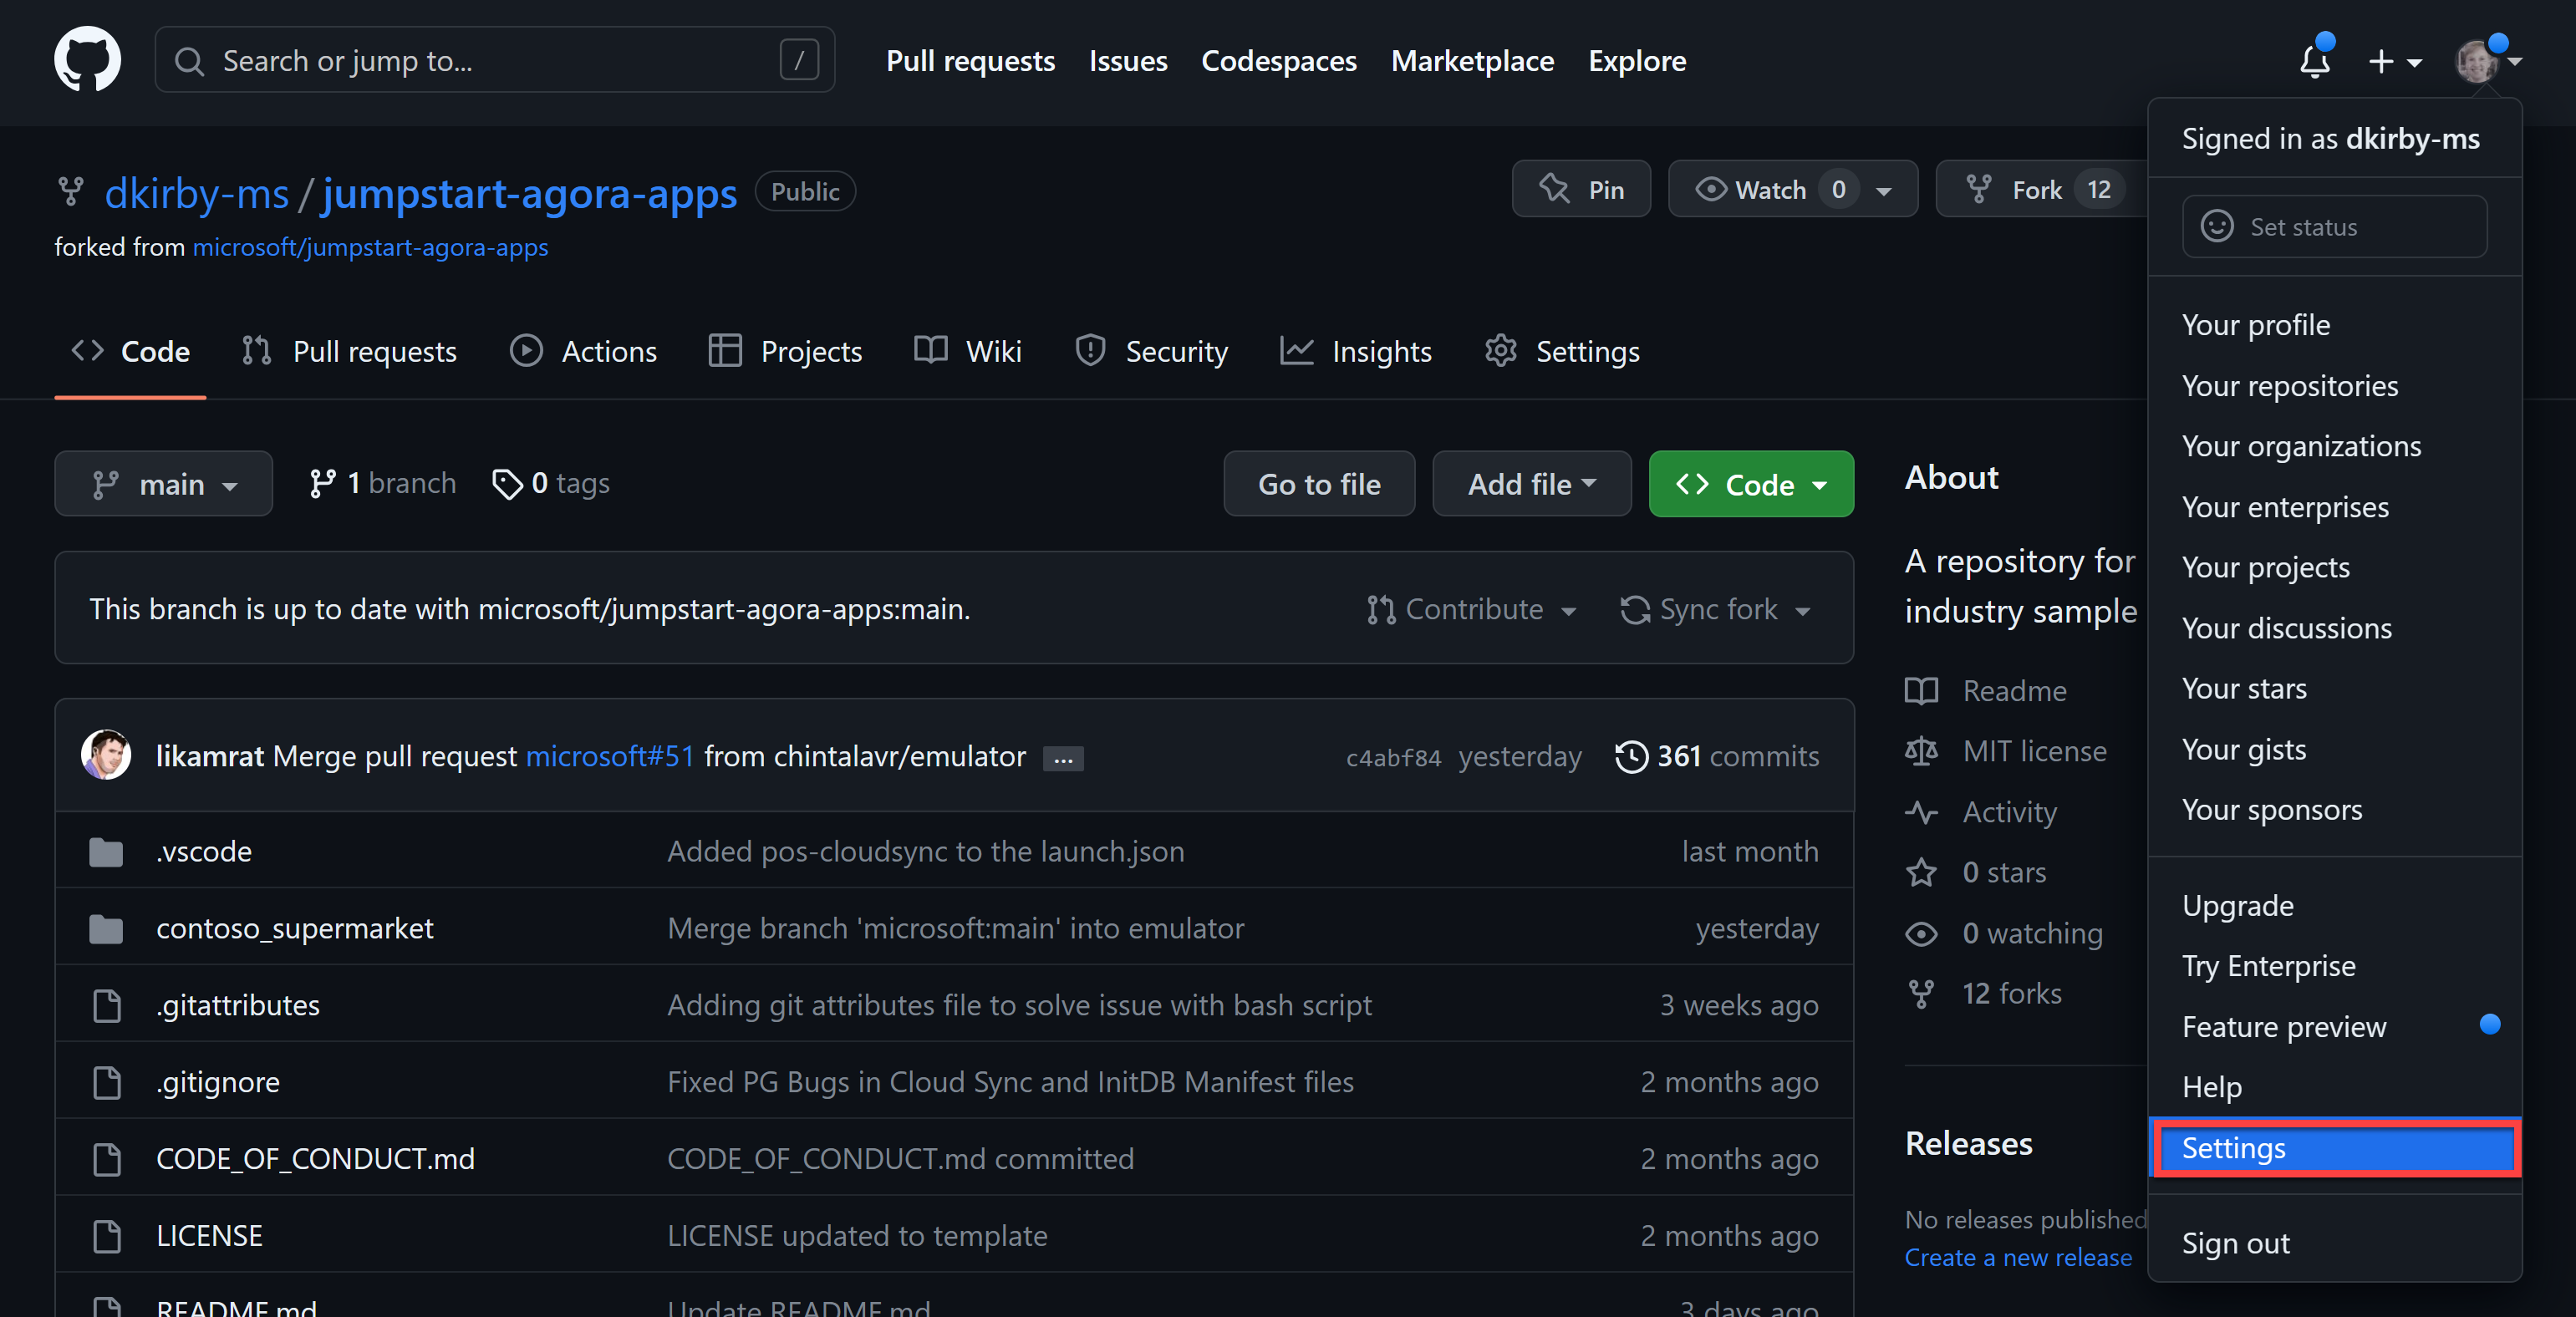 Search or jump to... /
Pull requests Issues Codespaces Marketplace Explore
Signed in as dkirby-ms
Set status
Your profile
Your repositories
Your organizations
Your enterprises
Your projects
Your discussions
Your stars
Your gists
Your sponsors
Upgrade
Try Enterprise
Feature preview
Help
Settings
Sign out
dkirby-ms / jumpstart-agora-apps Public
Pin Watch 0 Fork 12
forked from microsoft/jumpstart-agora-apps
Code Pull requests Actions Projects Wiki Security Insights Settings
main 1 branch 0 tags Go to file Add file Code
This branch is up to date with microsoft/jumpstart-agora-apps:main. Contribute Sync fork
likamrat Merge pull request microsoft#51 from chintalavr/emulator ... c4abf84 yesterday 361 commits
.vscode Added pos-cloudsync to the launch.json last month
contoso_supermarket Merge branch 'microsoft:main' into emulator yesterday
.gitattributes Adding git attributes file to solve issue with bash script 3 weeks ago
.gitignore Fixed PG Bugs in Cloud Sync and InitDB Manifest files 2 months ago
CODE_OF_CONDUCT.md CODE_OF_CONDUCT.md committed 2 months ago
LICENSE LICENSE updated to template 2 months ago
README.md Update README.md 3 days ago
About
A repository for
industry sample
Readme
MIT license
Activity
0 stars
0 watching
12 forks
Releases
No releases published
Create a new release